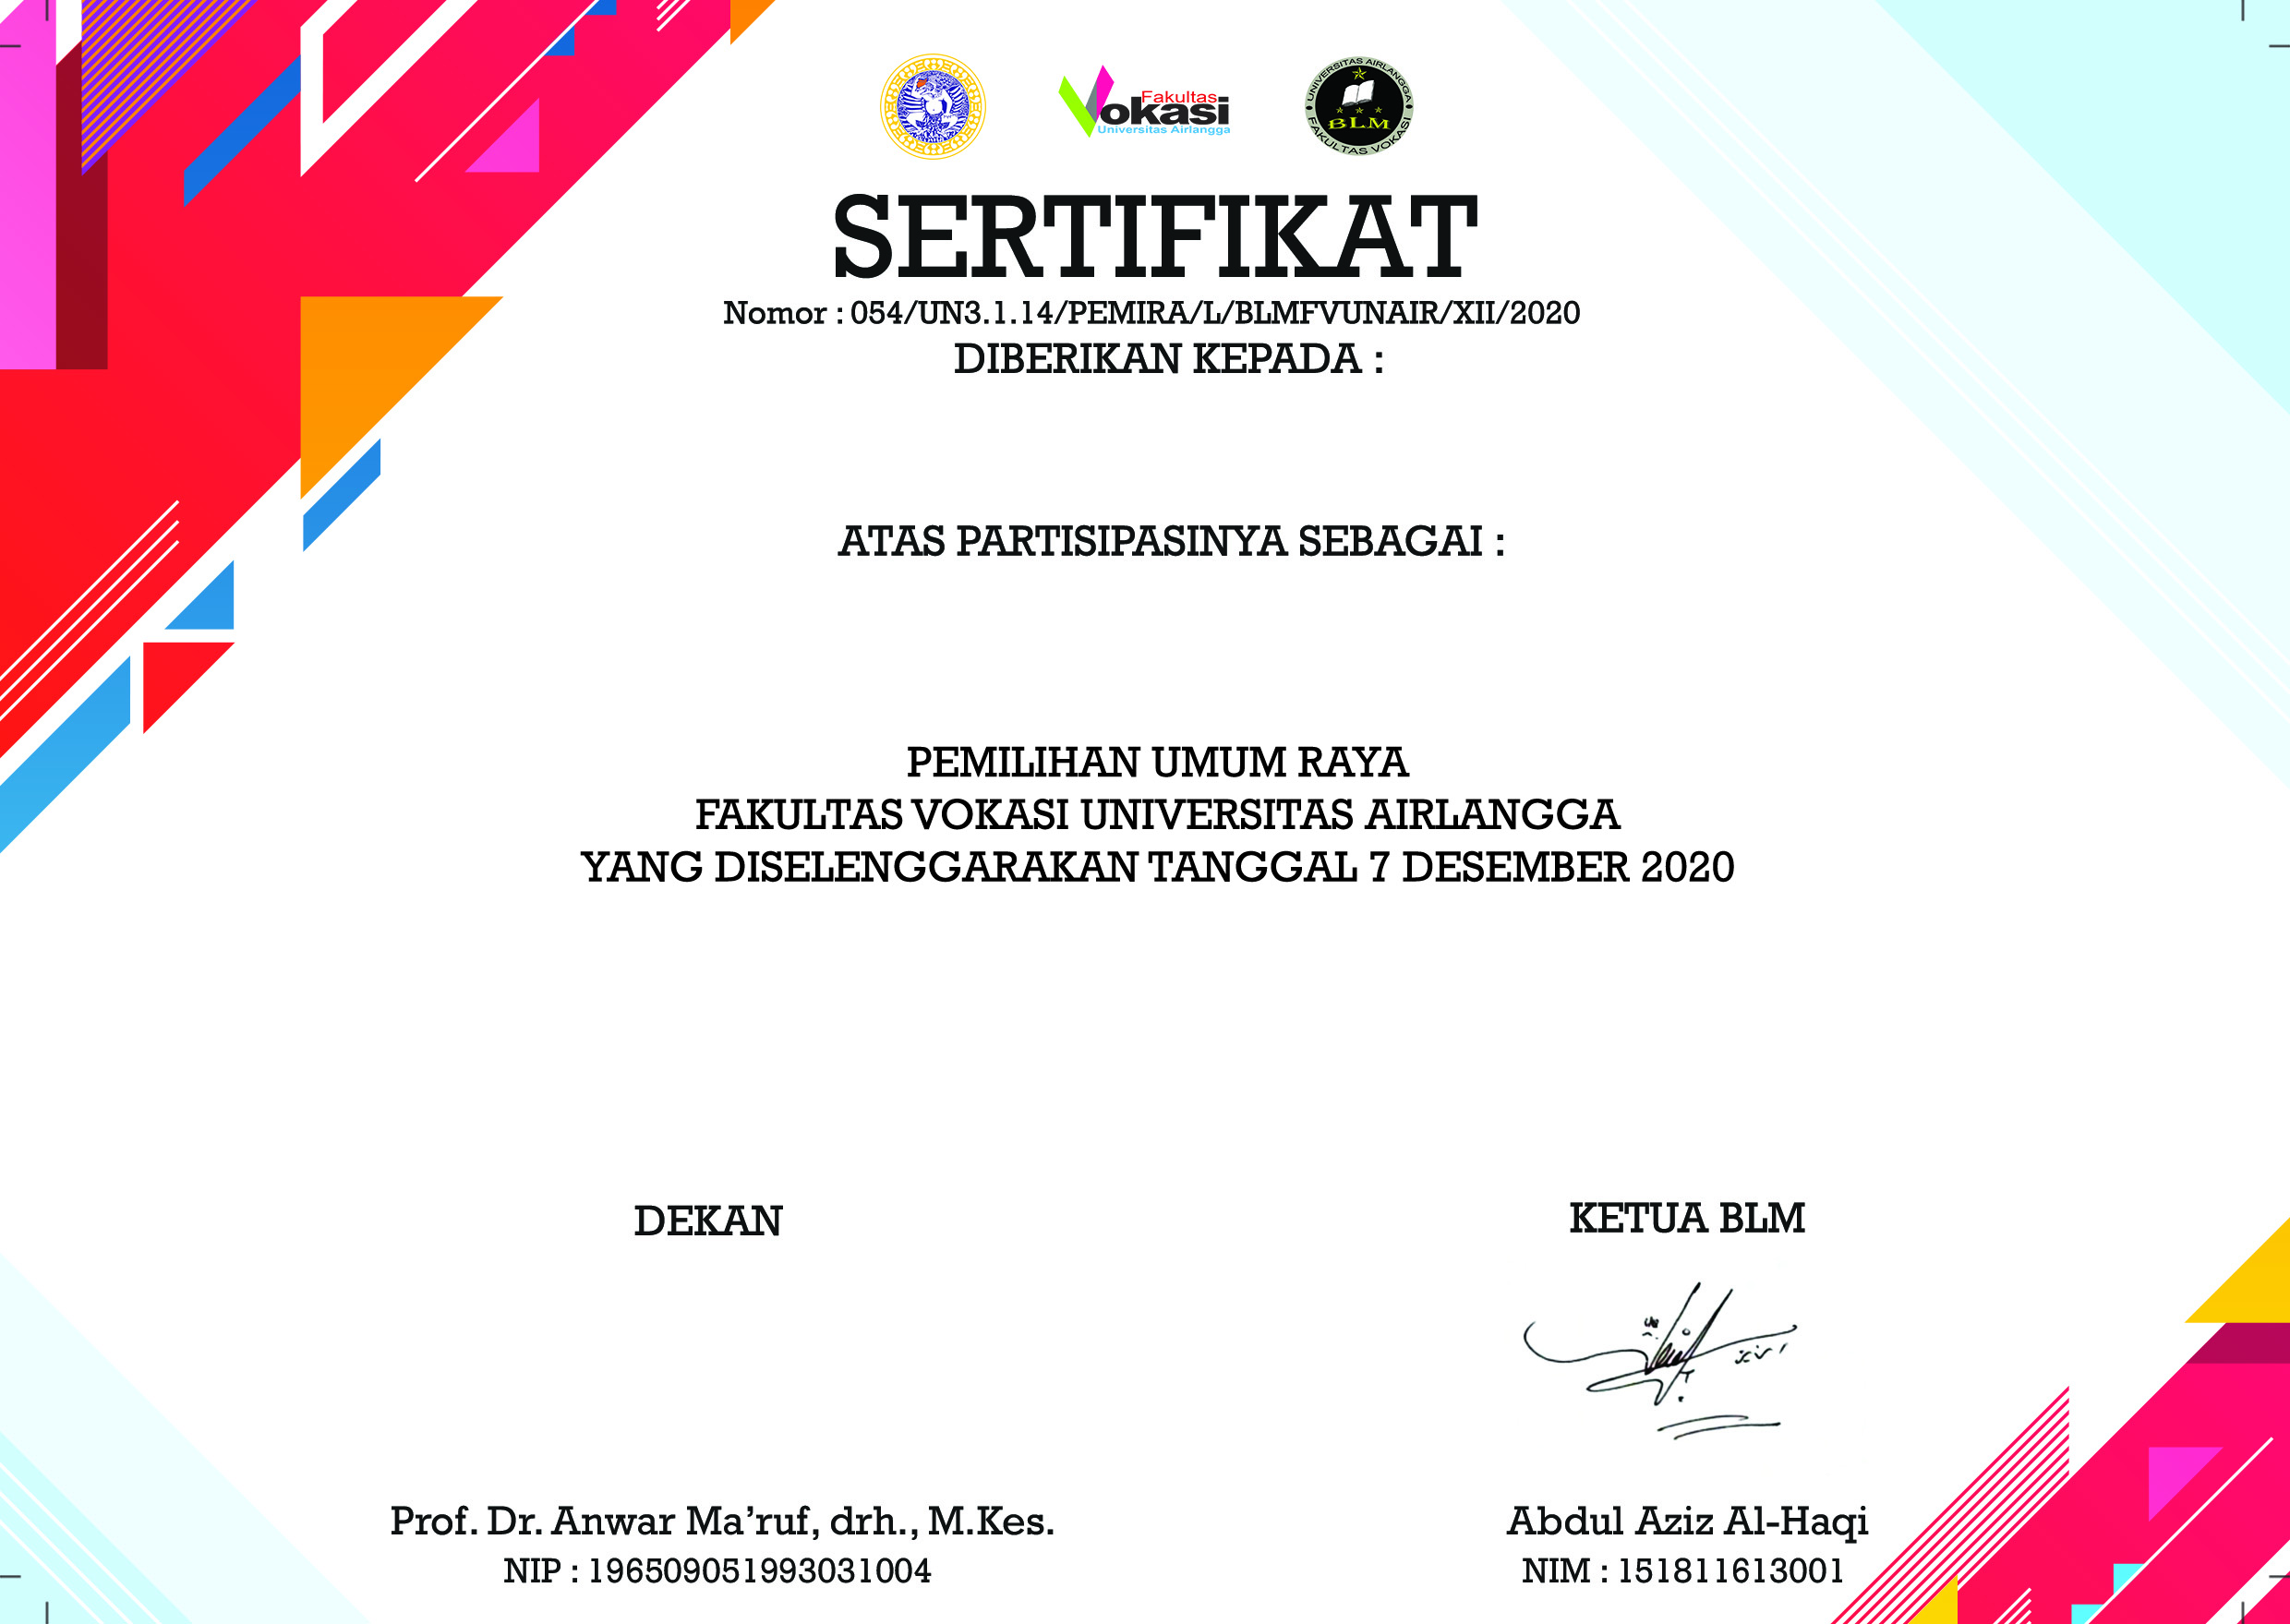 Fakultas
Vokasi
Universitas Airlangga
UNIVERSITAS AIRLANGGA
BLM
FAKULTAS VOKASI
SERTIFIKAT
Nomor : 054/UN3.1.14/PEMIRA/L/BLMFVUNAIR/XII/2020
DIBERIKAN KEPADA :
ATAS PARTISIPASINYA SEBAGAI :
PEMILIHAN UMUM RAYA
FAKULTAS VOKASI UNIVERSITAS AIRLANGGA
YANG DISELENGGARAKAN TANGGAL 7 DESEMBER 2020
DEKAN
KETUA BLM
Prof. Dr. Anwar Ma’ruf, drh., M.Kes.
Abdul Aziz Al-Haqi
NIP : 196509051993031004
NIM : 151811613001